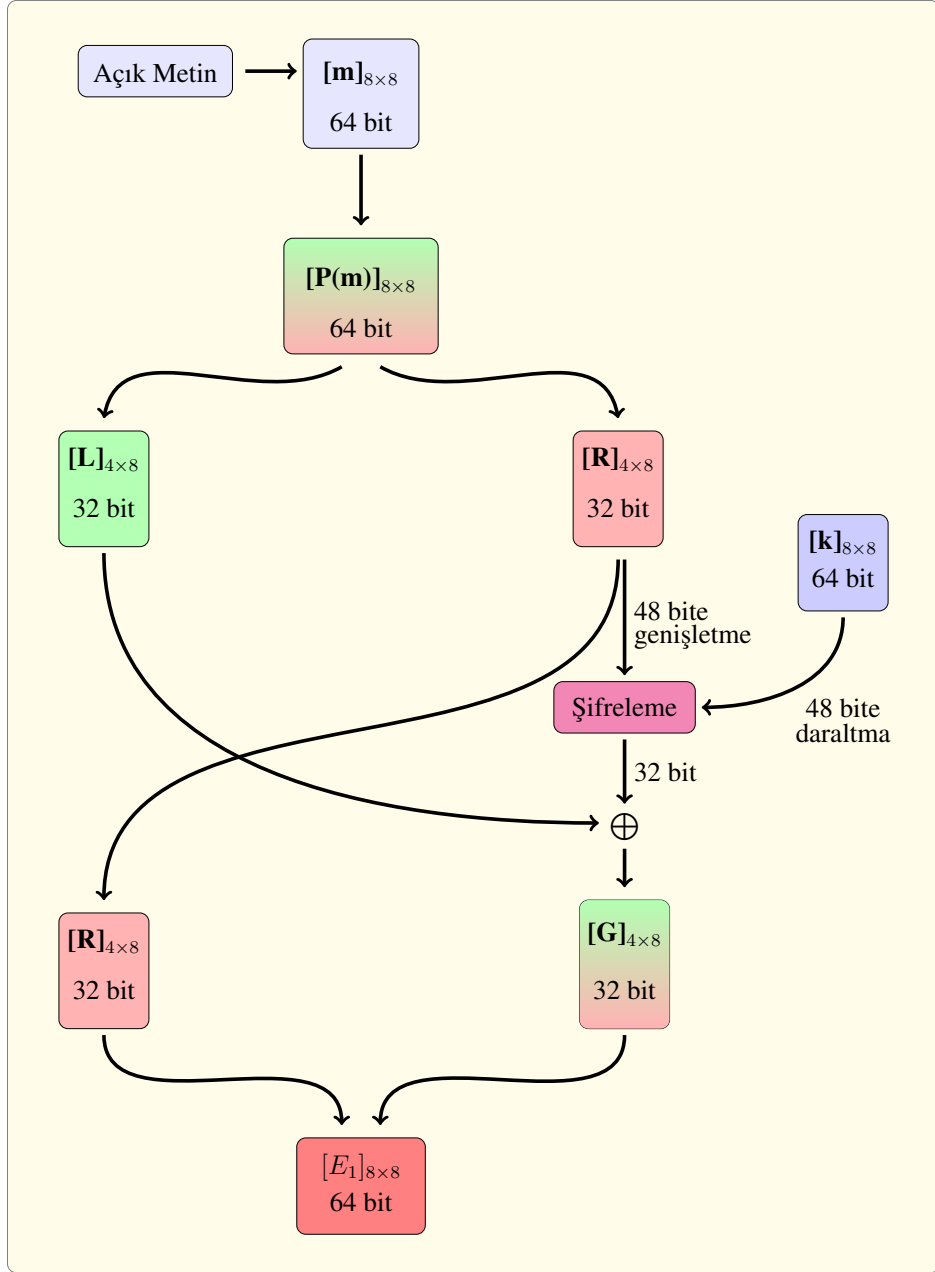 Açık Metin
[m]8×8
64 bit
[P(m)]8×8
64 bit
[L]4×8
32 bit
[R]4×8
32 bit
[k]8×8
64 bit
48 bite
genişletme
Şifreleme
48 bite
daraltma
32 bit
⊕
[R]4×8
32 bit
[G]4×8
32 bit
[E1]8×8
64 bit